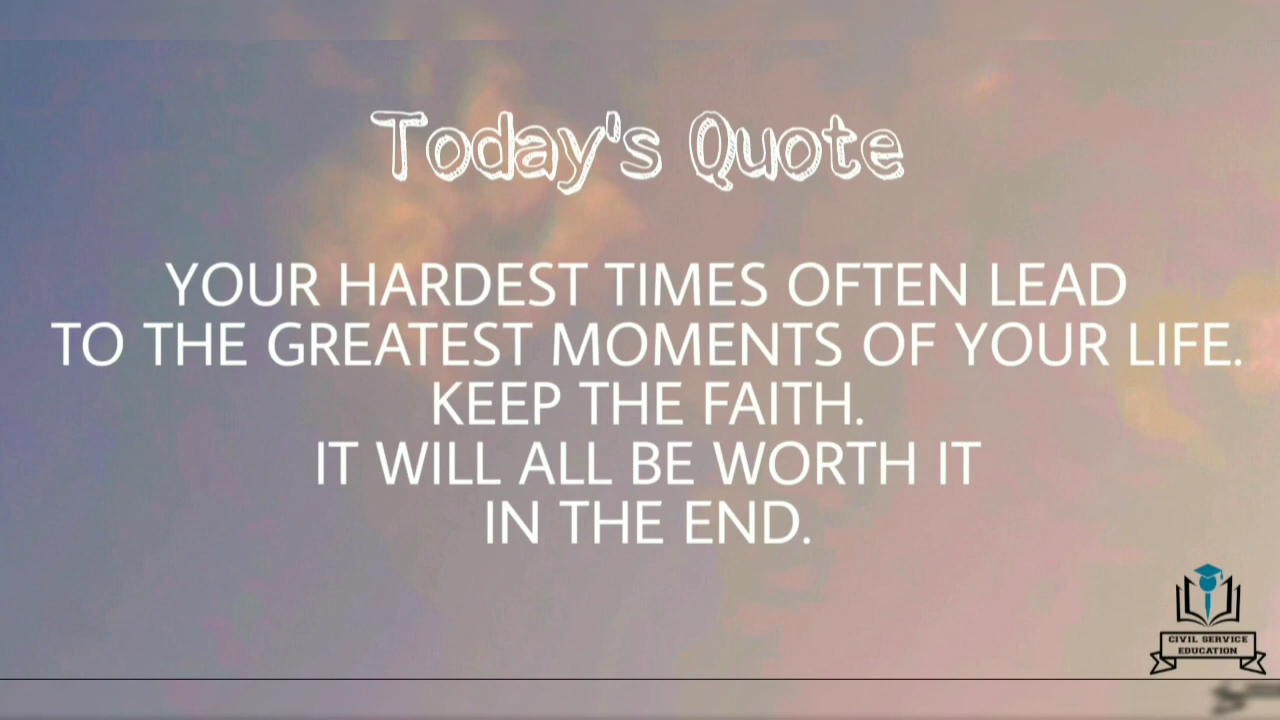 Today's Quote
YOUR HARDEST TIMES OFTEN LEAD
TO THE GREATEST MOMENTS OF YOUR LIFE.
KEEP THE FAITH.
IT WILL ALL BE WORTH IT
IN THE END.
CIVIL SERVICE
EDUCATION